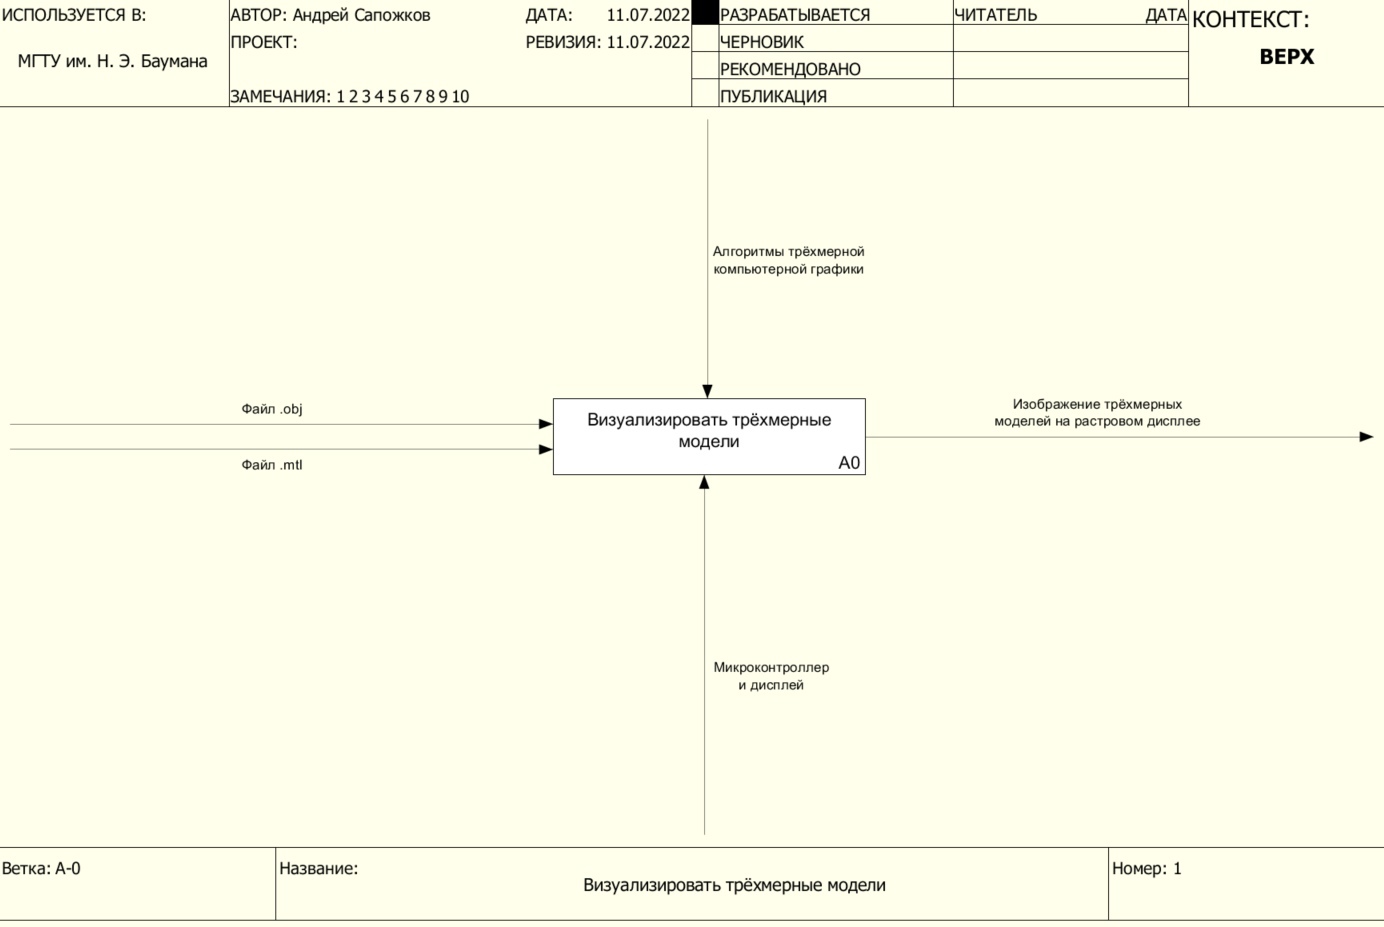 ИСПОЛЬЗУЕТСЯ В:
МГТУ им. Н. Э. Баумана
АВТОР: Андрей Сапожков
ДАТА: 11.07.2022
ПРОЕКТ:
РЕВИЗИЯ: 11.07.2022
ЗАМЕЧАНИЯ: 1 2 3 4 5 6 7 8 9 10
РАЗРАБАТЫВАЕТСЯ
ЧЕРНОВИК
РЕКОМЕНДОВАНО
ПУБЛИКАЦИЯ
ЧИТАТЕЛЬ ДАТА
КОНТЕКСТ:
ВЕРХ
Алгоритмы трёхмерной
компьютерной графики
Файл .obj
Файл .mtl
Визуализировать трёхмерные
модели
A0
Изображение трёхмерных
моделей на растровом дисплее
Микроконтроллер
и дисплей
Ветка: A-0
Название:
Визуализировать трёхмерные модели
Номер: 1